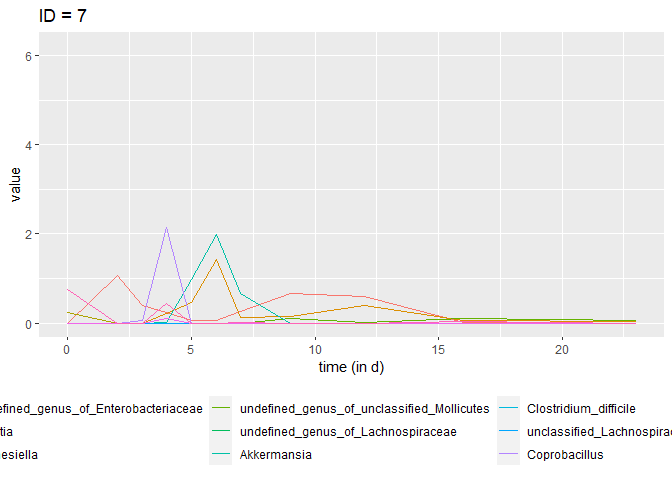 ID = 7
6
4
2
0
value
0 5 10 15 20
time (in d)
efined_genus_of_Enterobacteriaceae undefined_genus_of_unclassified_Mollicutes Clostridium_difficile
tia undefined_genus_of_Lachnospiraceae unclassified_Lachnospirac
esiella Akkermansia Coprobacillus